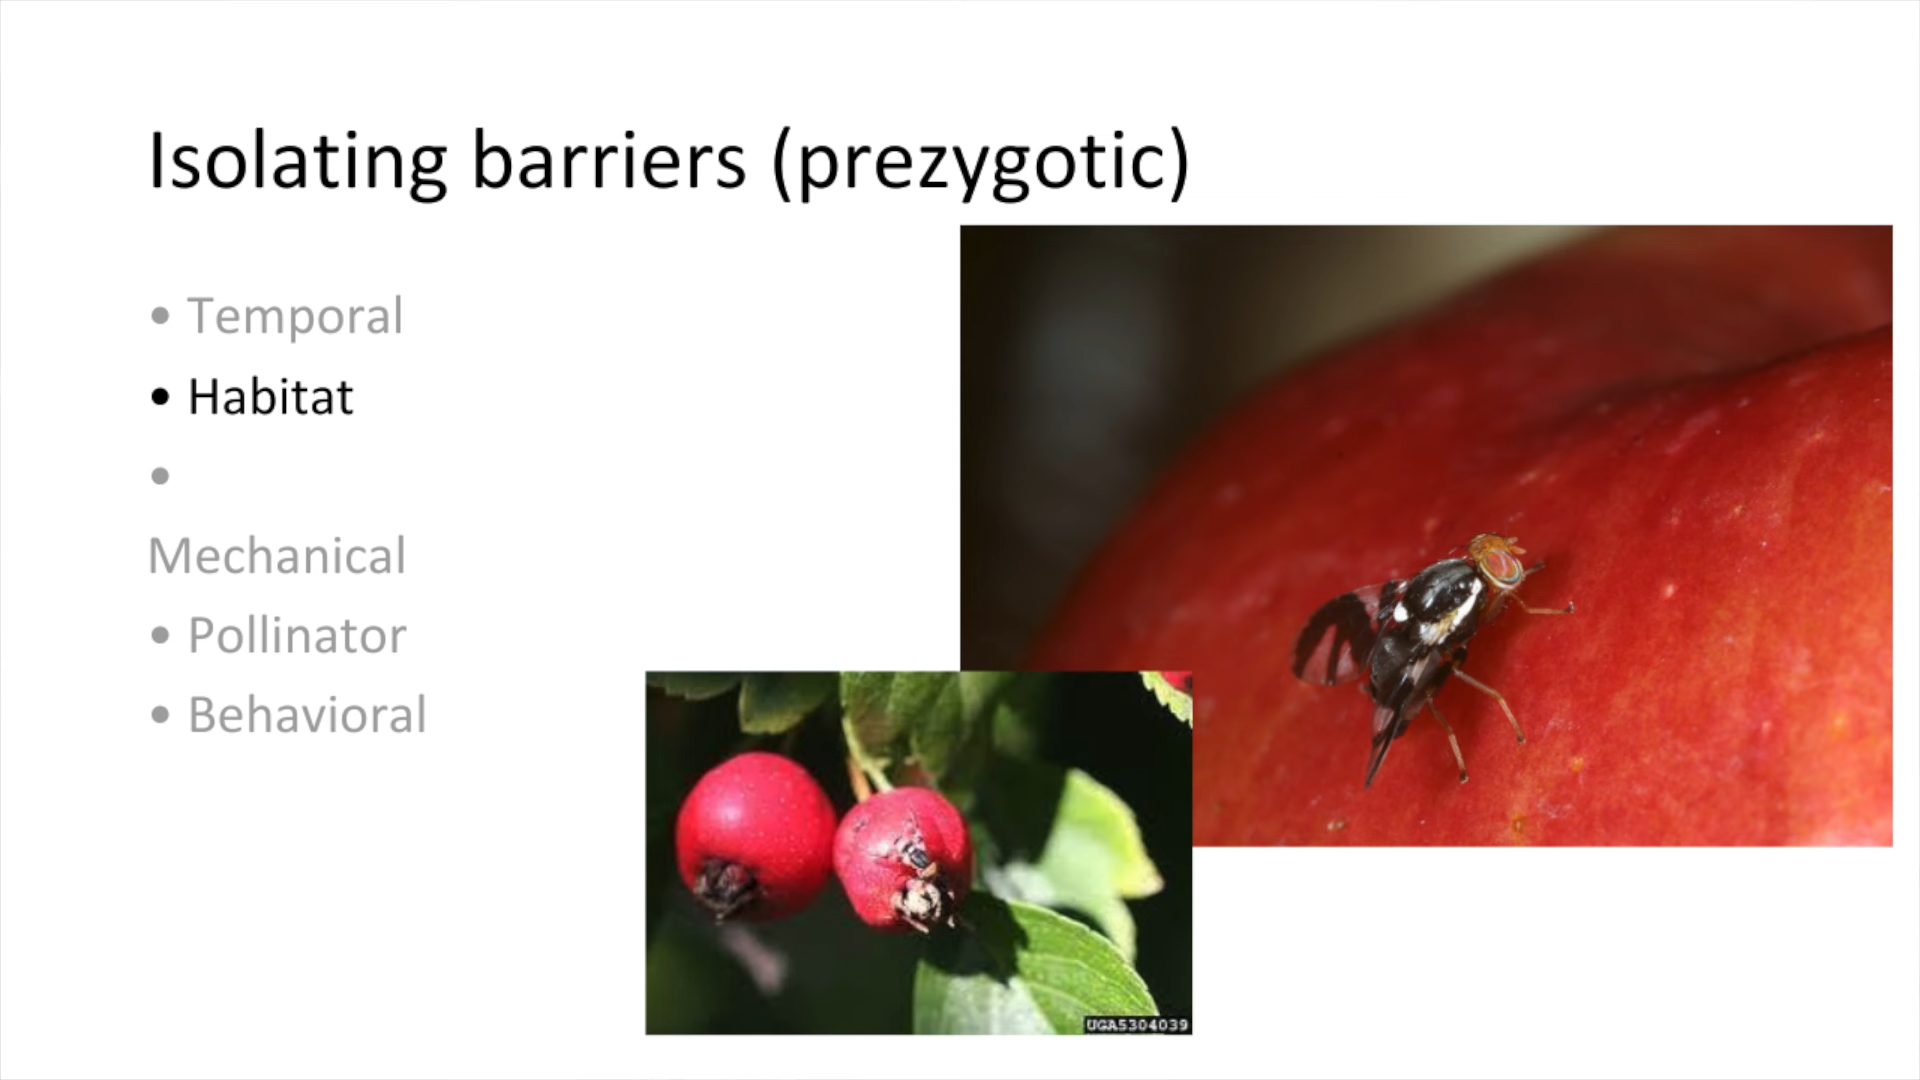 Isolating barriers (prezygotic)
• Temporal
• Habitat
•
Mechanical
• Pollinator
• Behavioral
UGA5304039